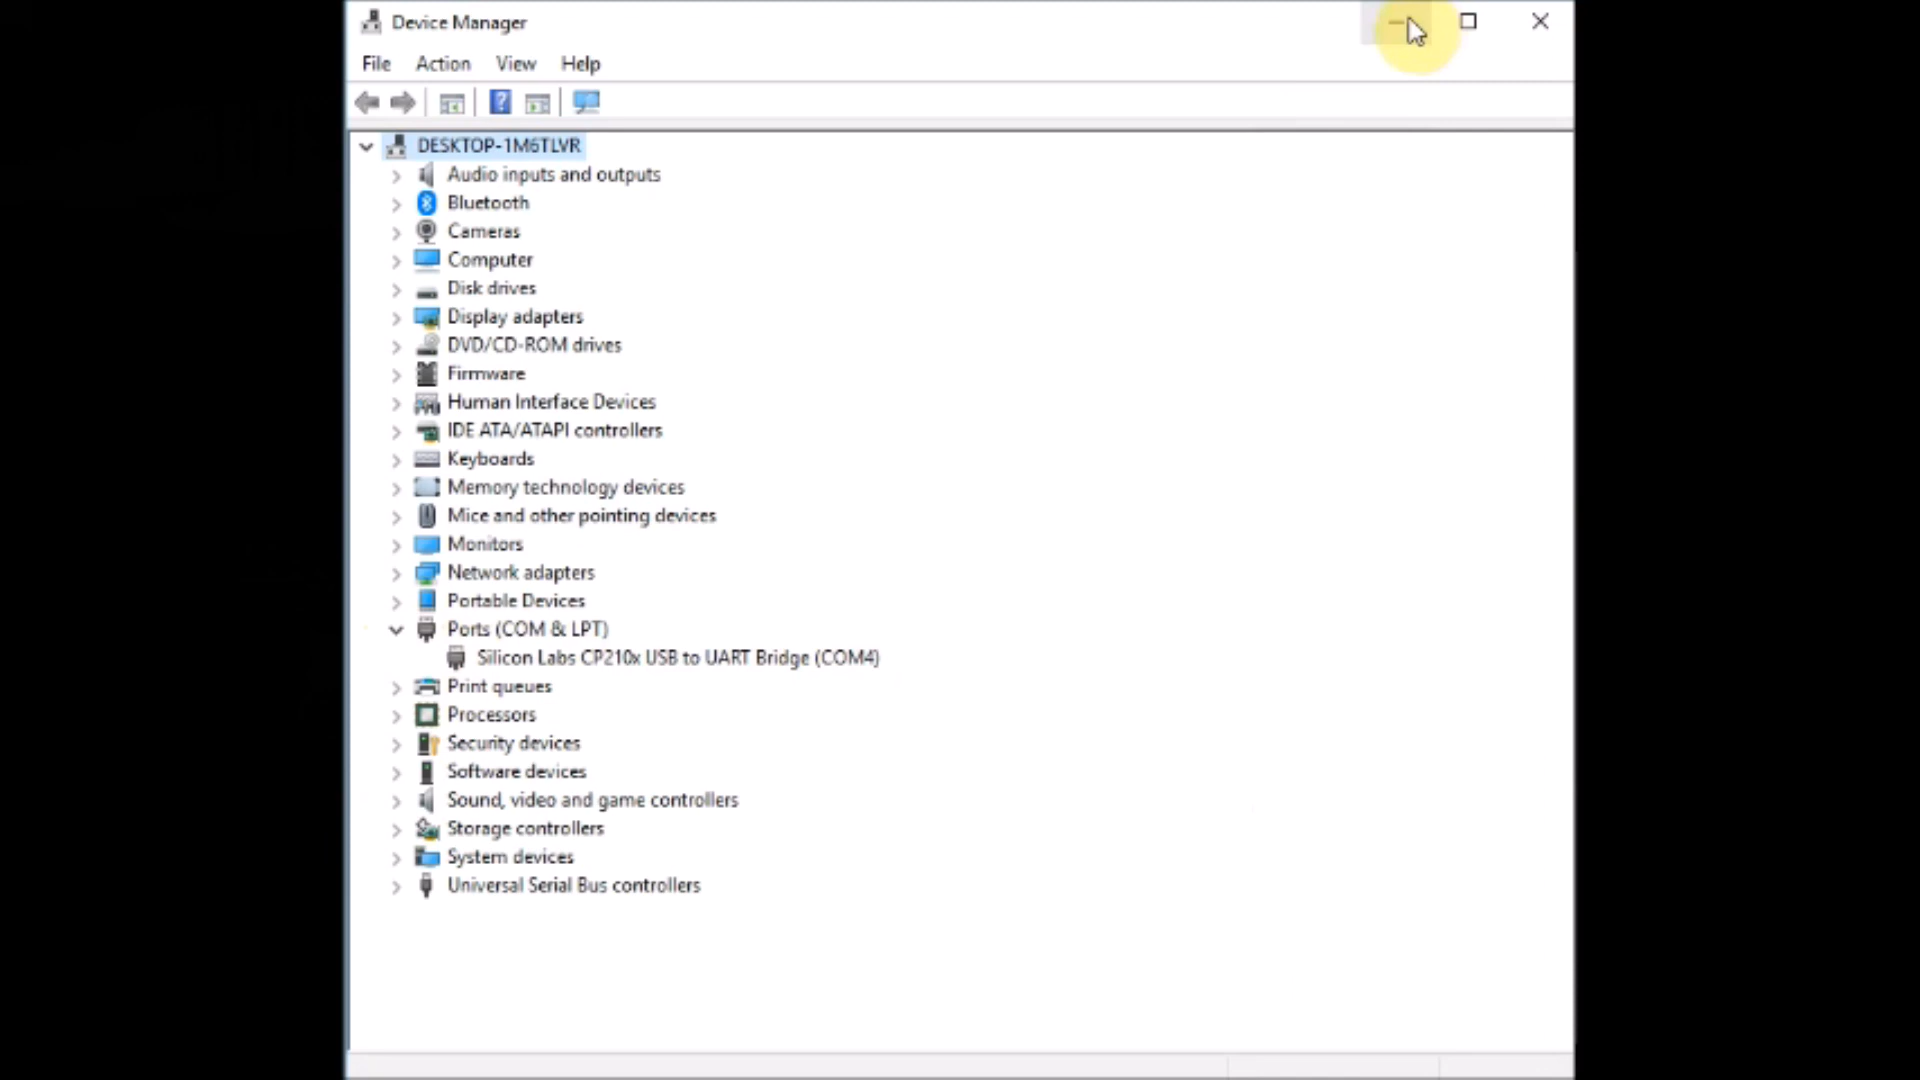 Device Manager
File Action View Help
DESKTOP-1M6TLVR
Audio inputs and outputs
Bluetooth
Cameras
Computer
Disk drives
Display adapters
DVD/CD-ROM drives
Firmware
Human Interface Devices
IDE ATA/ATAPI controllers
Keyboards
Memory technology devices
Mice and other pointing devices
Monitors
Network adapters
Portable Devices
Ports (COM & LPT)
Silicon Labs CP210x USB to UART Bridge (COM4)
Print queues
Processors
Security devices
Software devices
Sound, video and game controllers
Storage controllers
System devices
Universal Serial Bus controllers